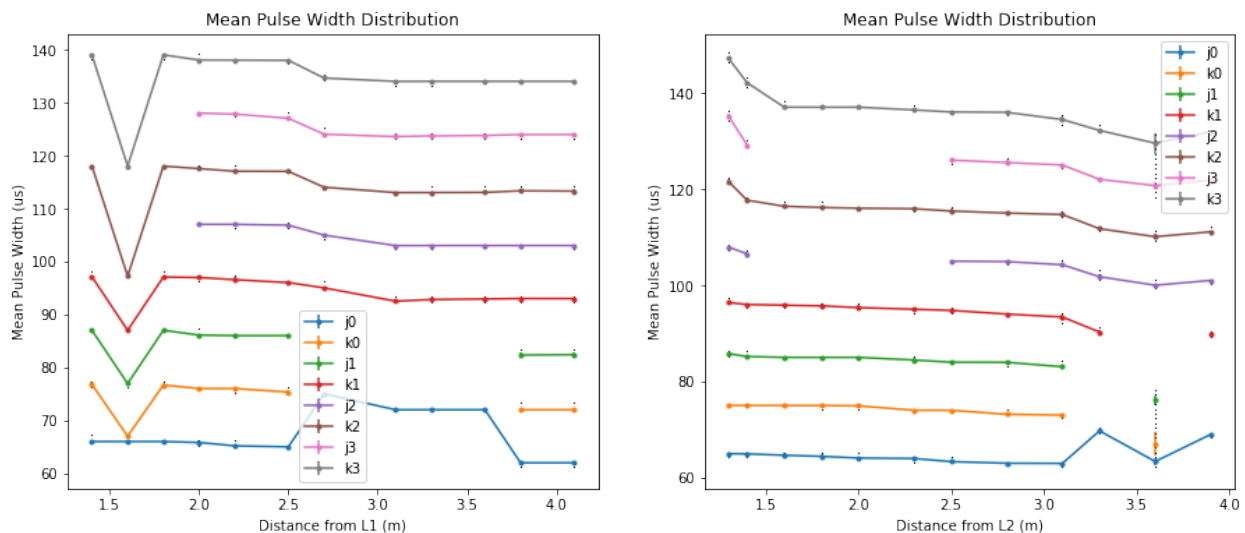 Mean Pulse Width Distribution
Mean Pulse Width (us)
140
130
120
110
100
90
80
70
60
j0
k0
j1
k1
j2
k2
j3
k3
1.5
2.0
2.5
3.0
3.5
4.0
Distance from L1 (m)
Mean Pulse Width Distribution
Mean Pulse Width (us)
140
120
100
80
60
j0
k0
j1
k1
j2
k2
j3
k3
1.5
2.0
2.5
3.0
3.5
4.0
Distance from L2 (m)